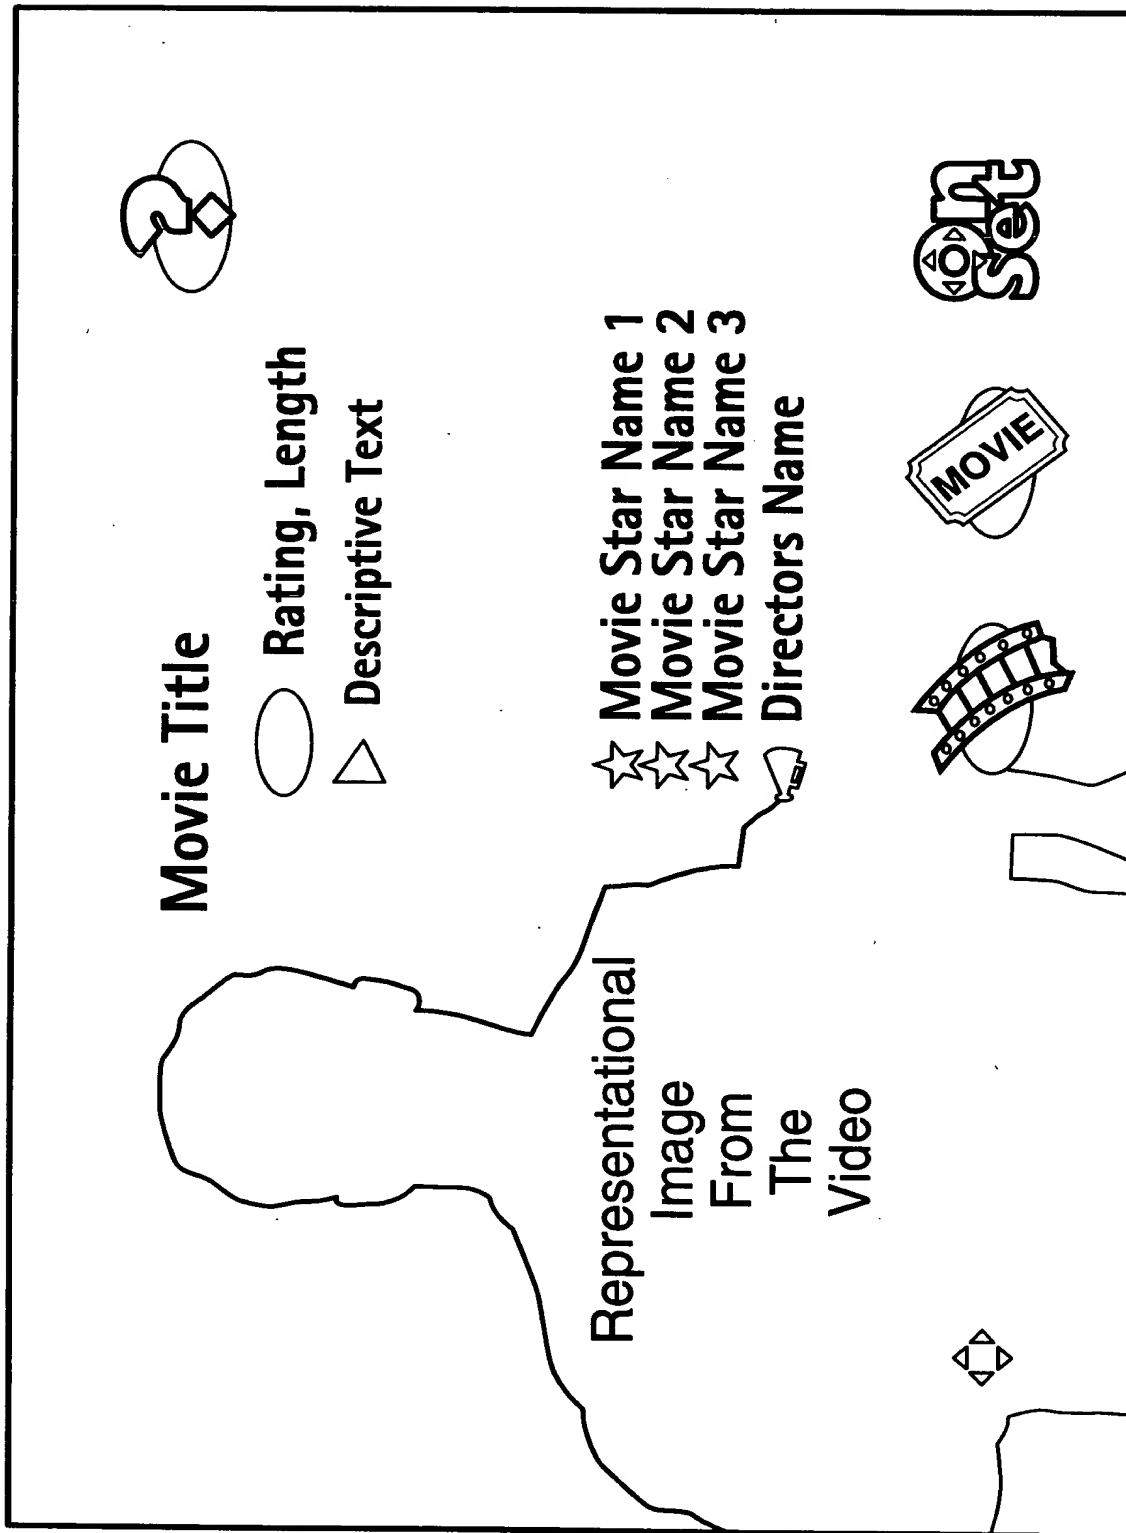 Movie Title
?
Rating, Length
Descriptive Text
Movie Star Name 1
Movie Star Name 2
Movie Star Name 3
Directors Name
Representational
Image
From
The
Video
MOVIE
On
set